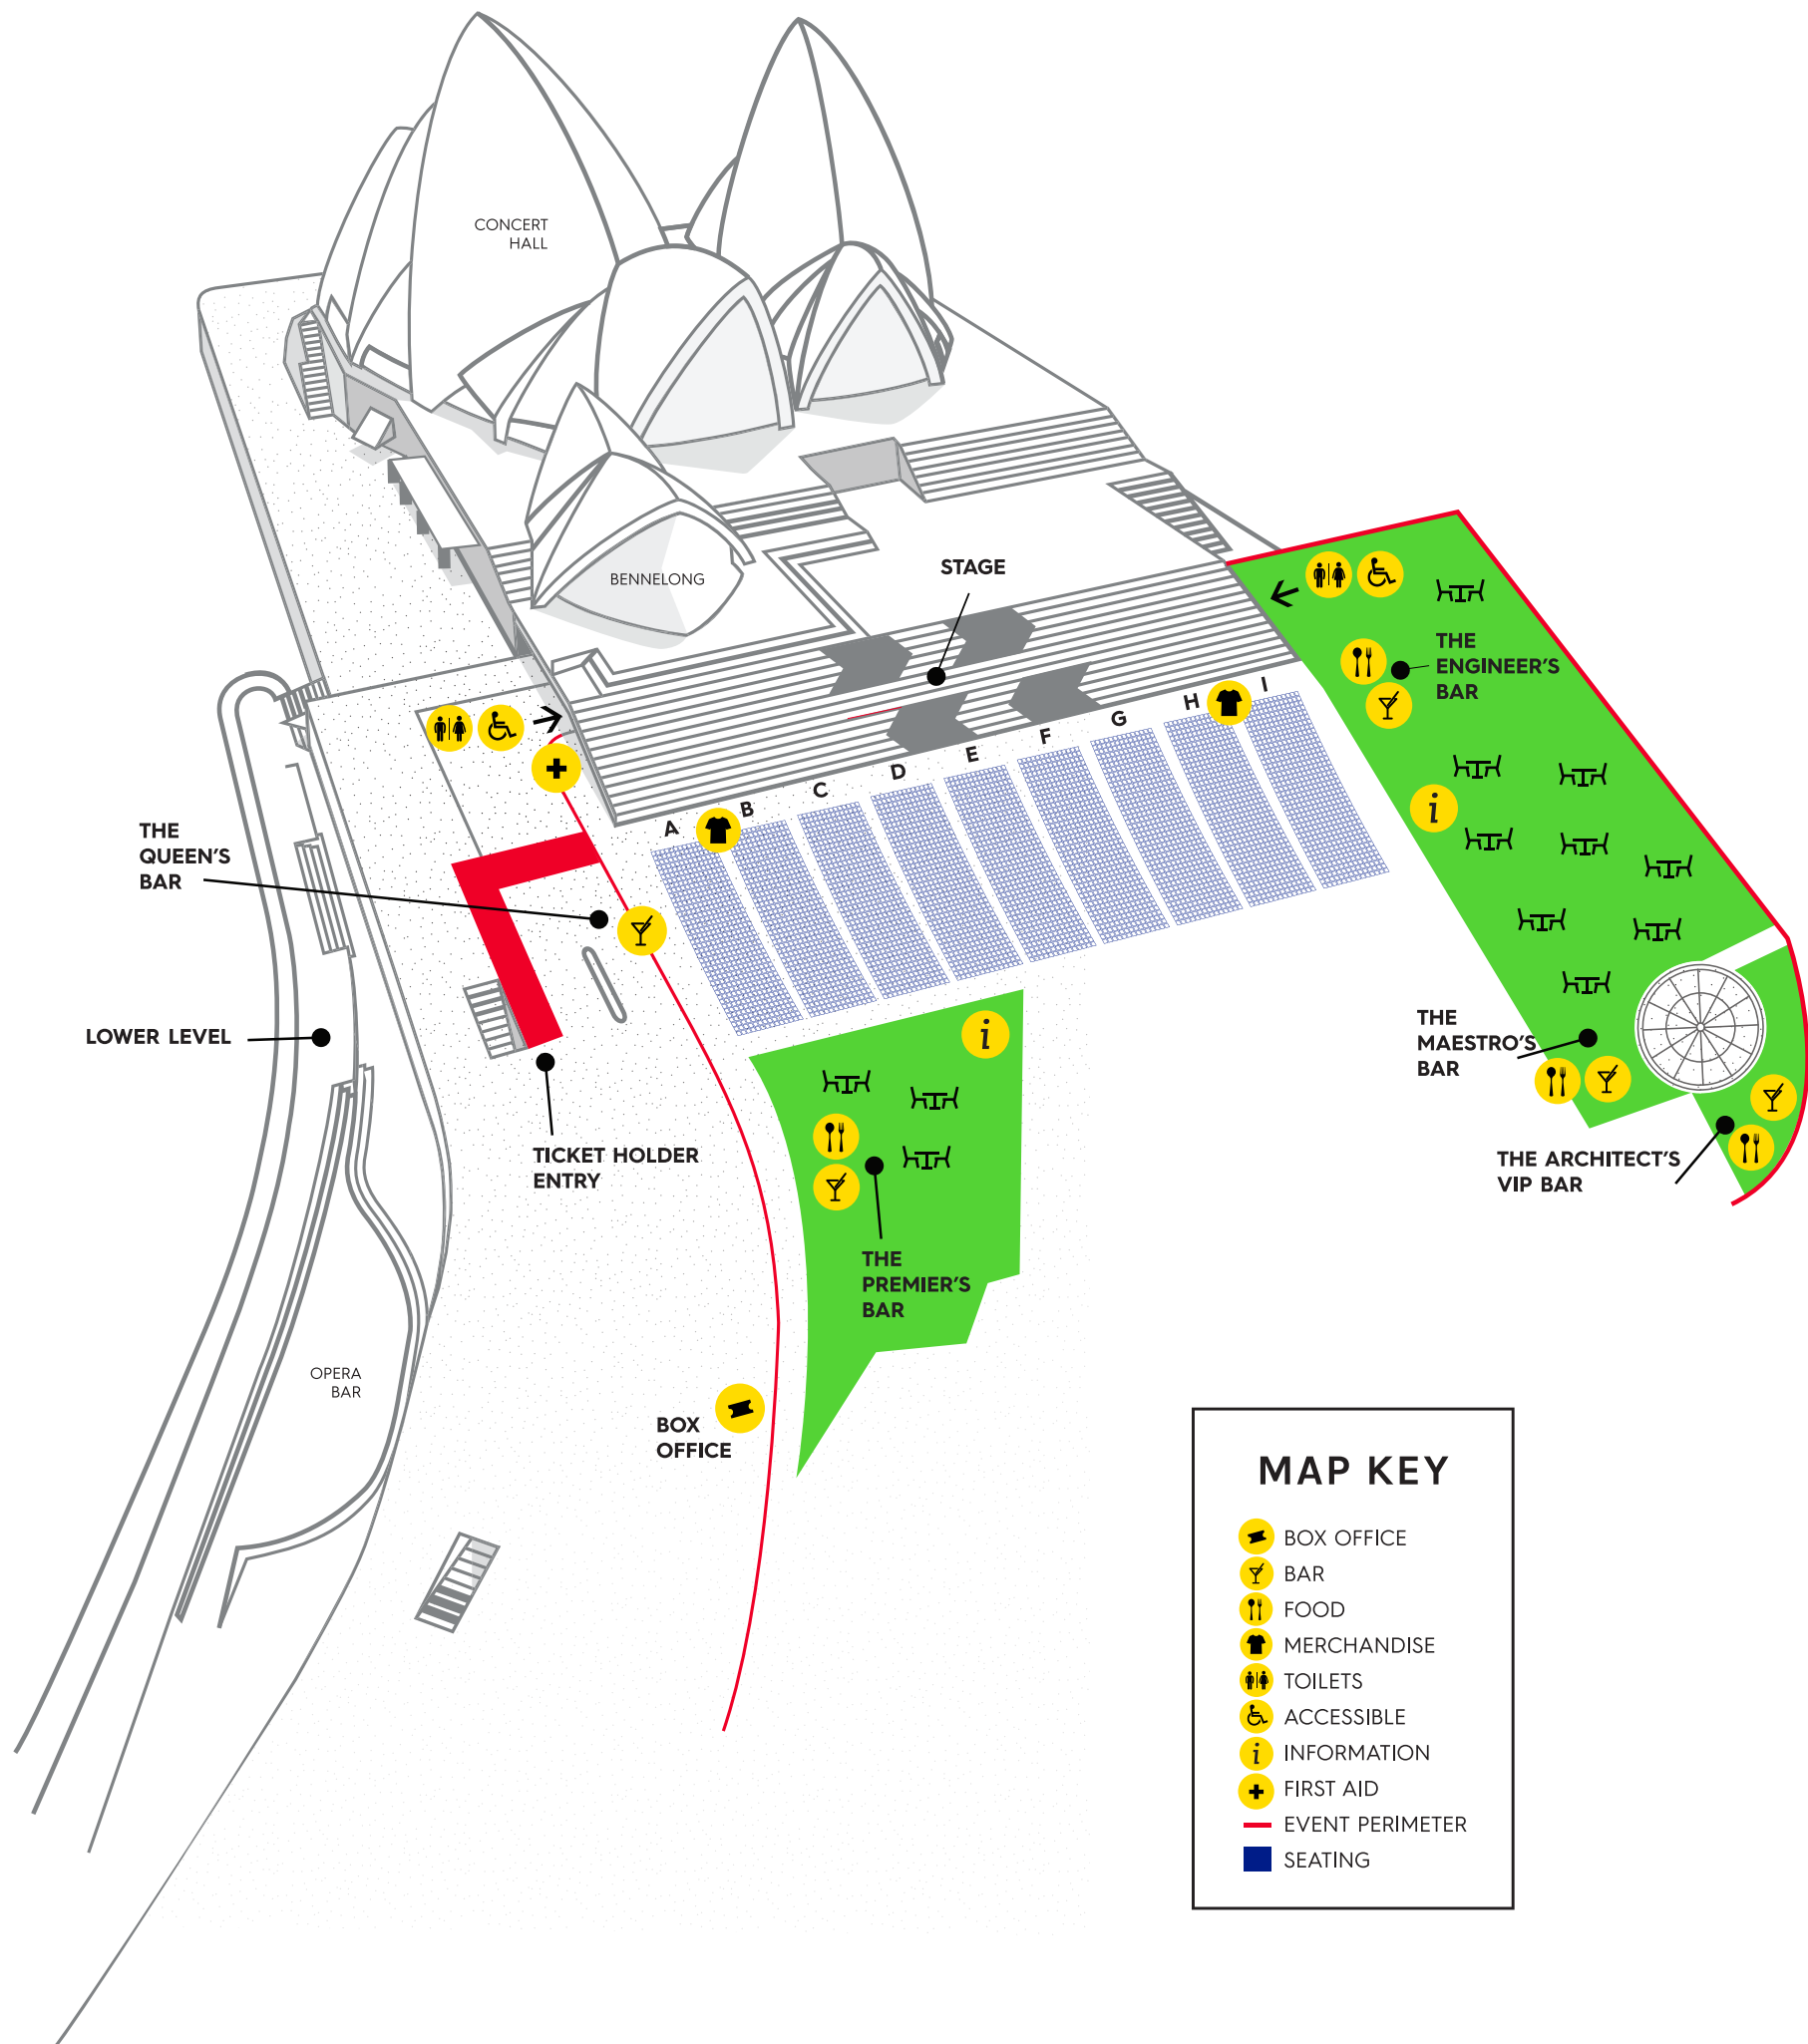 CONCERT
HALL
BENNELONG
STAGE
THE
ENGINEER'S
BAR
A
B
C
D
E
F
G
H
I
i
THE
QUEEN'S
BAR
LOWER LEVEL
i
TICKET HOLDER
ENTRY
THE
MAESTRO'S
BAR
THE ARCHITECT'S
VIP BAR
THE
PREMIER'S
BAR
OPERA
BAR
BOX
OFFICE
MAP KEY
BOX OFFICE
BAR
FOOD
MERCHANDISE
TOILETS
ACCESSIBLE
i INFORMATION
FIRST AID
EVENT PERIMETER
SEATING